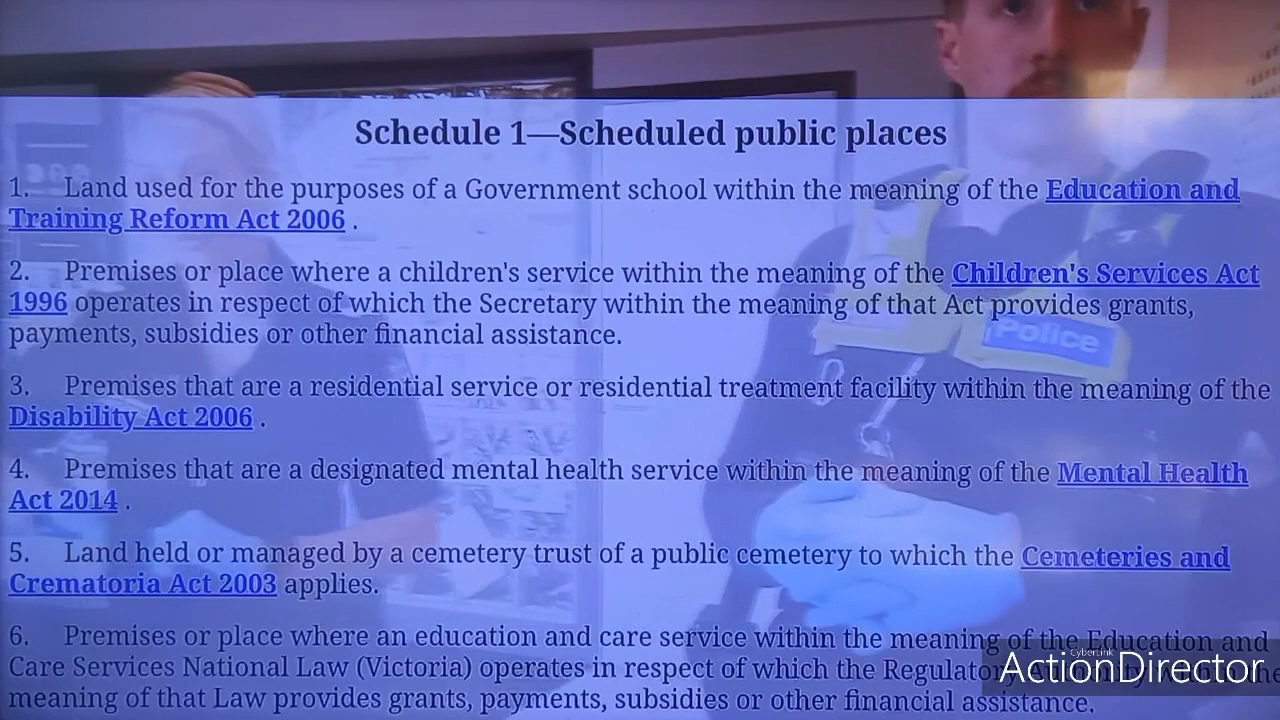 Schedule 1—Scheduled public places
1. Land used for the purposes of a Government school within the meaning of the Education and
Training Reform Act 2006 .
2. Premises or place where a children's service within the meaning of the Children's Services Act
1996 operates in respect of which the Secretary within the meaning of that Act provides grants,
payments, subsidies or other financial assistance.
Police
3. Premises that are a residential service or residential treatment facility within the meaning of the
Disability Act 2006 .
4. Premises that are a designated mental health service within the meaning of the Mental Health
Act 2014 .
5. Land held or managed by a cemetery trust of a public cemetery to which the Cemeteries and
Crematoria Act 2003 applies.
6. Premises or place where an education and care service within the meaning of the Education and
Care Services National Law (Victoria) operates in respect of which the Regulatory
meaning of that Law provides grants, payments, subsidies or other financial assistance.
CyberLink
ActionDirector